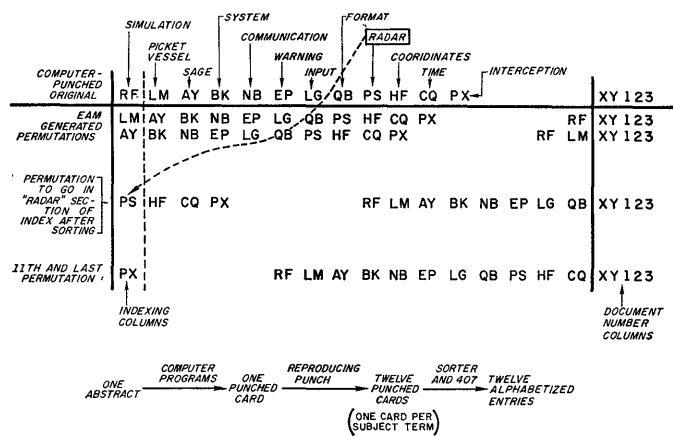 SYSTEM
FORMAT
SIMULATION
RADAR
PICKET
VESSEL
COMMUNICATION
WARNING
COORIDINATES
SAGE
INPUT
TIME
INTERCEPTION
COMPUTER-
PUNCHED
ORIGINAL
RF LM AY BK NB EP LG QB PS HF CQ PX XY 123
EAM
GENERATED
PERMUTATIONS
LM AY BK NB EP LG QB PS HF CQ PX RF XY 123
AY BK NB EP LG QB PS HF CQ PX RF LM XY 123
PERMUTATION
TO GO IN
"RADAR" SEC-
TION OF
INDEX AFTER
SORTING
PS HF CQ PX RF LM AY BK NB EP LG QB XY 123
11TH AND LAST
PERMUTATION
PX RF LM AY BK NB EP LG QB PS HF CQ XY 123
INDEXING
COLUMNS
DOCUMENT
NUMBER
COLUMNS
ONE
ABSTRACT
COMPUTER
PROGRAMS
ONE
PUNCHED
CARD
REPRODUCING
PUNCH
TWELVE
PUNCHED
CARDS
(ONE CARD PER
SUBJECT TERM)
SORTER
AND 407
TWELVE
ALPHABETIZED
ENTRIES